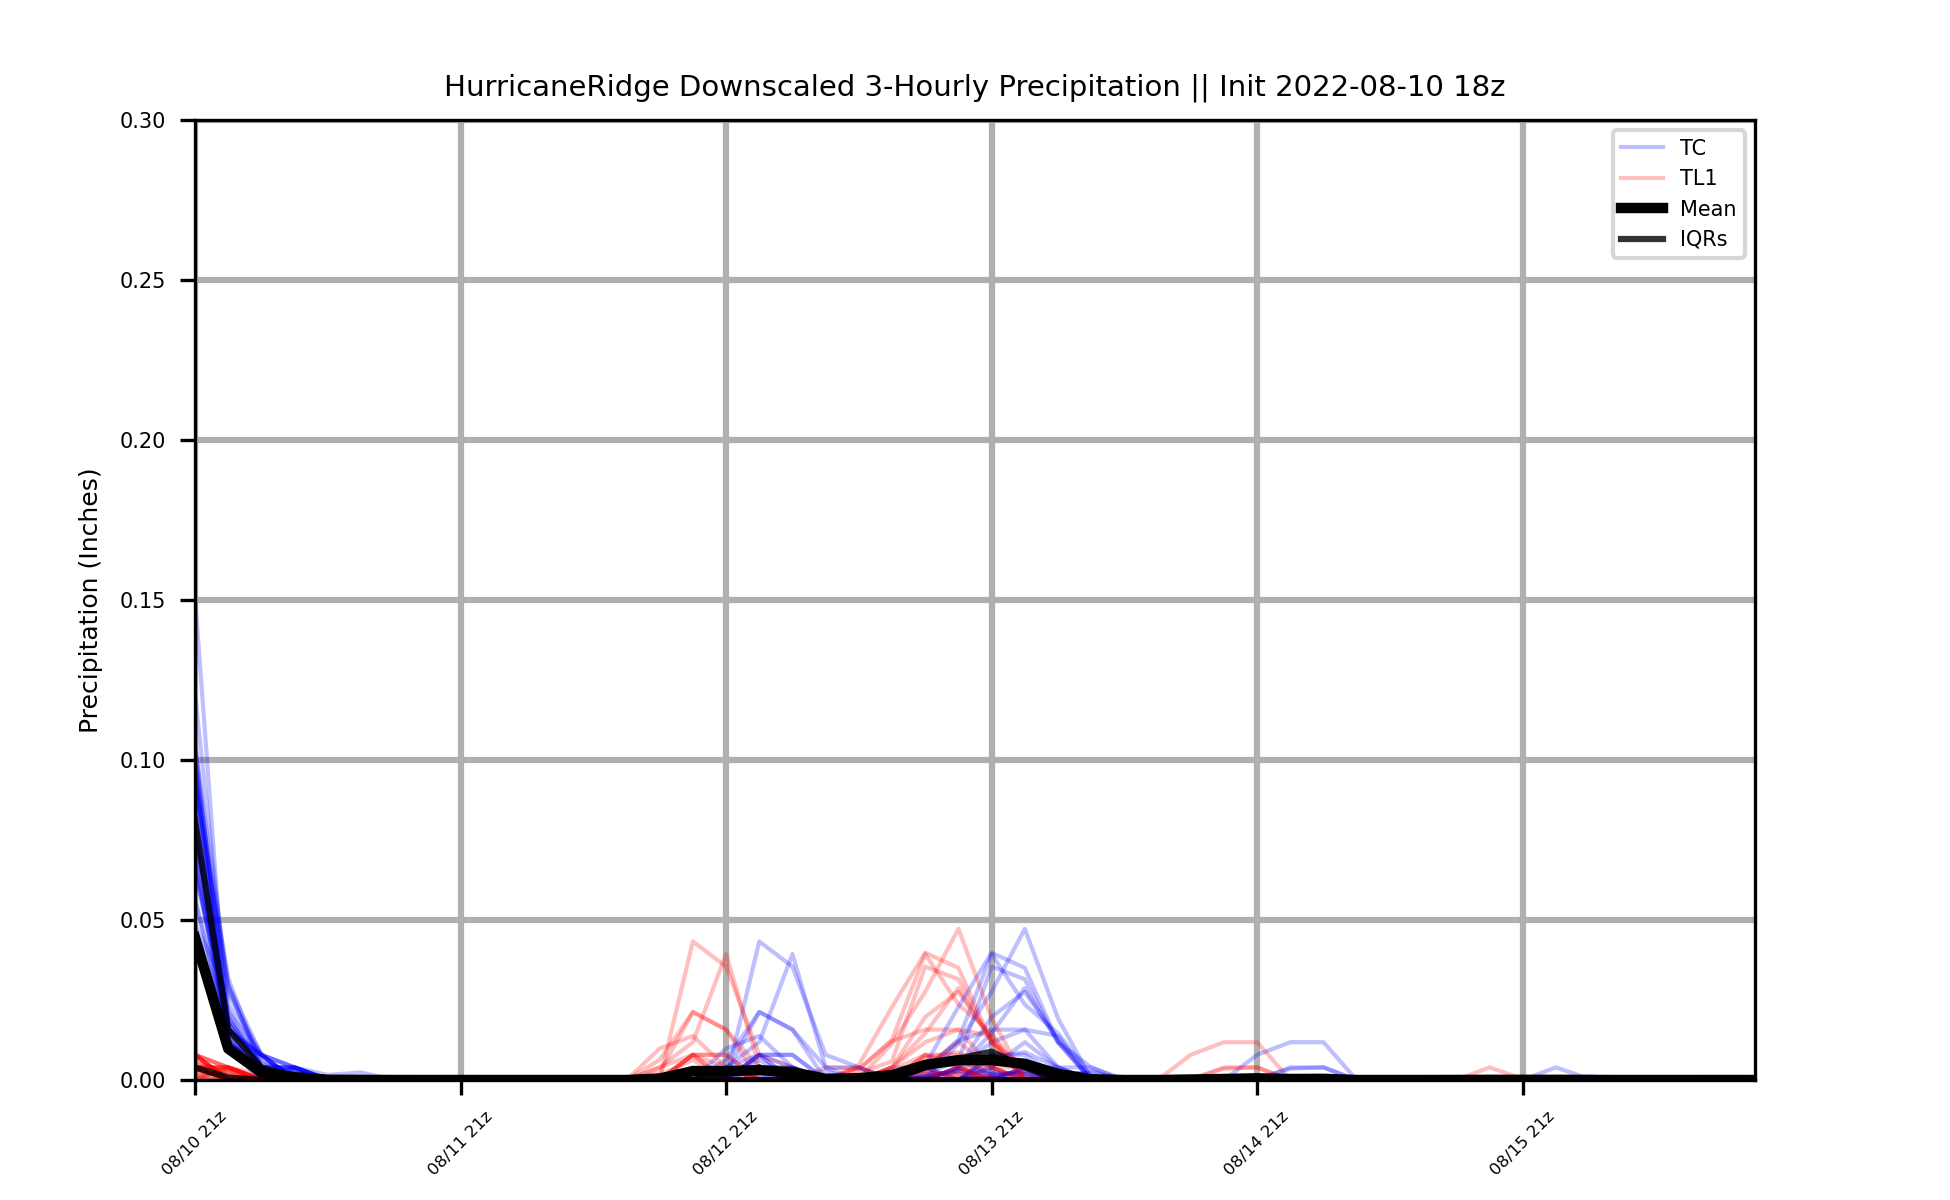 HurricaneRidge Downscaled 3-Hourly Precipitation || Init 2022-08-10 18z
TC
TL1
Mean
IQRs
Precipitation (Inches)
0.30
0.25
0.20
0.15
0.10
0.05
0.00
08/10 21z
08/11 21z
08/12 21z
08/13 21z
08/14 21z
08/15 21z